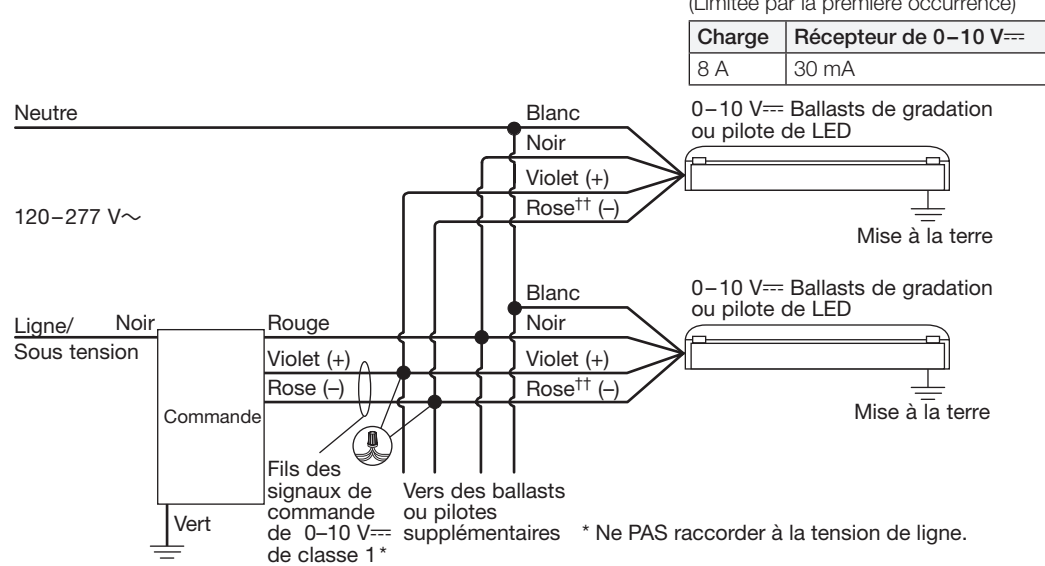 (Limitée par la première occurrence)
Charge Récepteur de 0–10 V⎓
8 A 30 mA
Neutre
Blanc
Noir
Violet (+)
Rose†† (–)
0–10 V⎓ Ballasts de gradation
ou pilote de LED
Mise à la terre
120–277 V~
Blanc
Noir
Violet (+)
Rose†† (–)
0–10 V⎓ Ballasts de gradation
ou pilote de LED
Mise à la terre
Ligne/
Sous tension
Noir
Rouge
Violet (+)
Rose (–)
Commande
Vert
Fils des
signaux de
commande
de 0–10 V⎓
de classe 1*
Vers des ballasts
ou pilotes
supplémentaires
* Ne PAS raccorder à la tension de ligne.